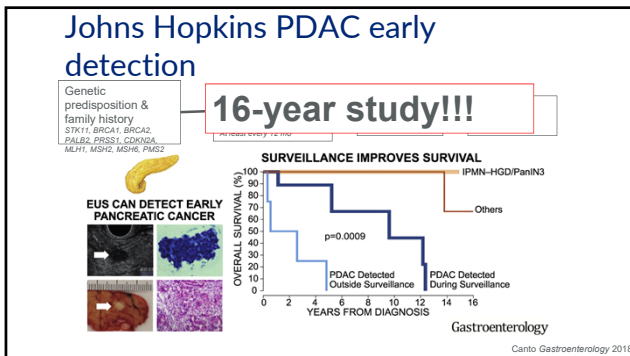 Johns Hopkins PDAC early
detection
Genetic
predisposition &
family history
STK11, BRCA1, BRCA2,
PALB2, PRSS1, CDKN2A,
MLH1, MSH2, MSH6, PMS2
16-year study!!!
At least every 12 mo
SURVEILLANCE IMPROVES SURVIVAL
EUS CAN DETECT EARLY
PANCREATIC CANCER
OVERALL SURVIVAL (%)
100
90
80
70
60
50
40
30
20
10
0
IPMN–HGD/PanIN3
Others
p=0.0009
PDAC Detected
Outside Surveillance
PDAC Detected
During Surveillance
0 2 4 6 8 10 12 14 16
YEARS FROM DIAGNOSIS
Gastroenterology
Canto Gastroenterology 2018